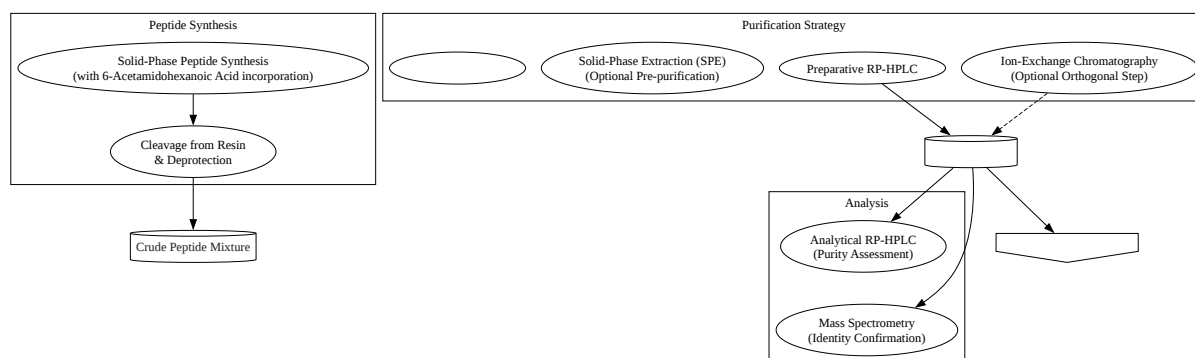 Peptide Synthesis
Solid-Phase Peptide Synthesis
(with 6-Acetamidohexanoic Acid incorporation)
Cleavage from Resin
& Deprotection
Crude Peptide Mixture
Purification Strategy
Solid-Phase Extraction (SPE)
(Optional Pre-purification)
Preparative RP-HPLC
Ion-Exchange Chromatography
(Optional Orthogonal Step)
Analysis
Analytical RP-HPLC
(Purity Assessment)
Mass Spectrometry
(Identity Confirmation)